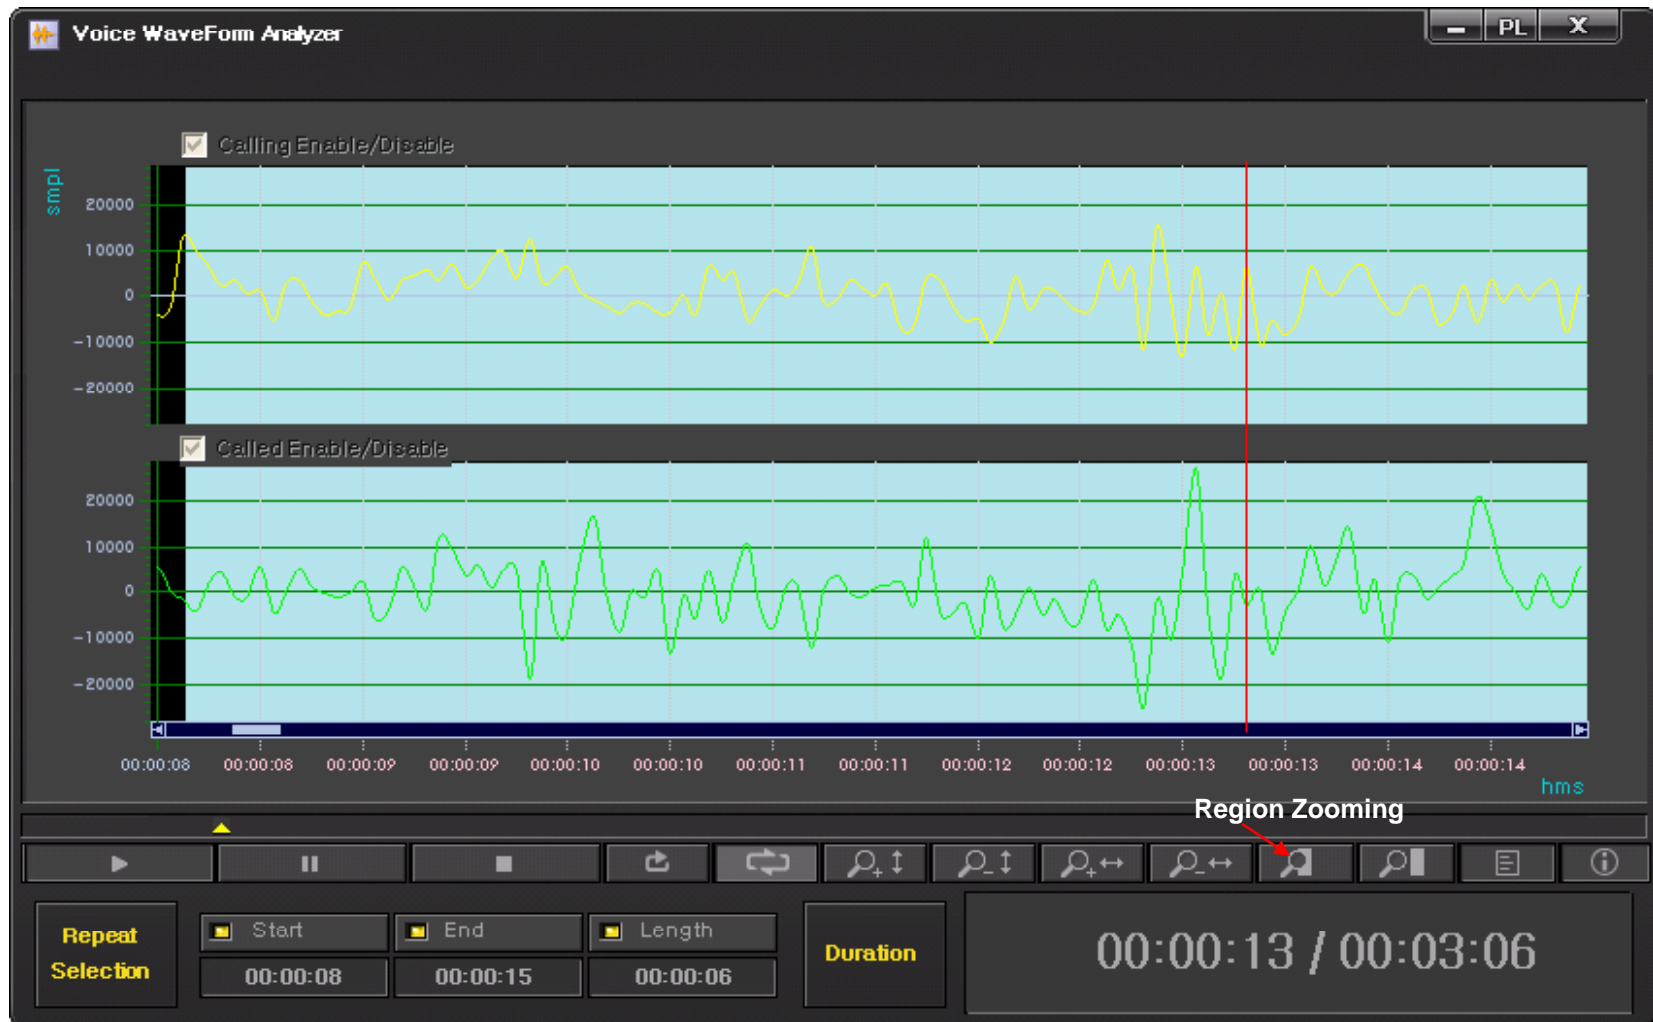 Voice WaveForm Analyzer
PL X
Calling Enable/Disable
smpl
20000
10000
0
-10000
-20000
Called Enable/Disable
20000
10000
0
-10000
-20000
00:00:08 00:00:08 00:00:09 00:00:09 00:00:10 00:00:10 00:00:11 00:00:11 00:00:12 00:00:12 00:00:13 00:00:13 00:00:14 00:00:14
hms
Region Zooming
Repeat
Selection
Start End Length
00:00:08 00:00:15 00:00:06
Duration
00:00:13 / 00:03:06